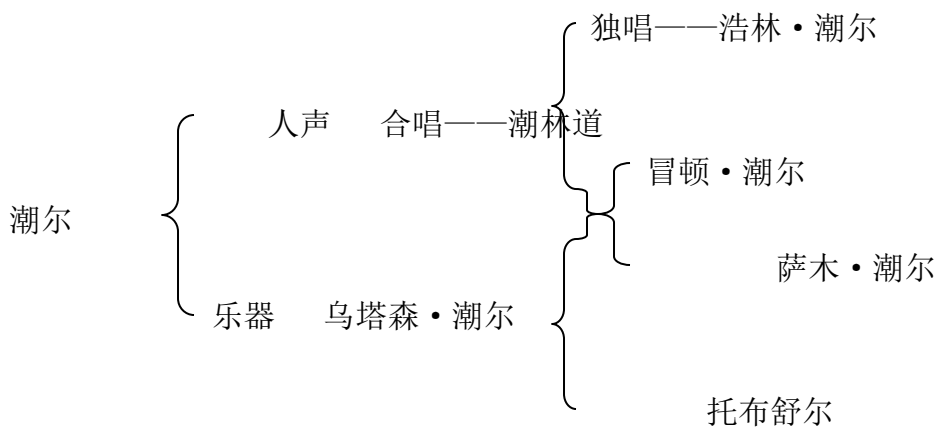 独唱——浩林·潮尔
人声 合唱——潮林道
冒顿·潮尔
潮尔
萨木·潮尔
乐器 乌塔森·潮尔
托布舒尔